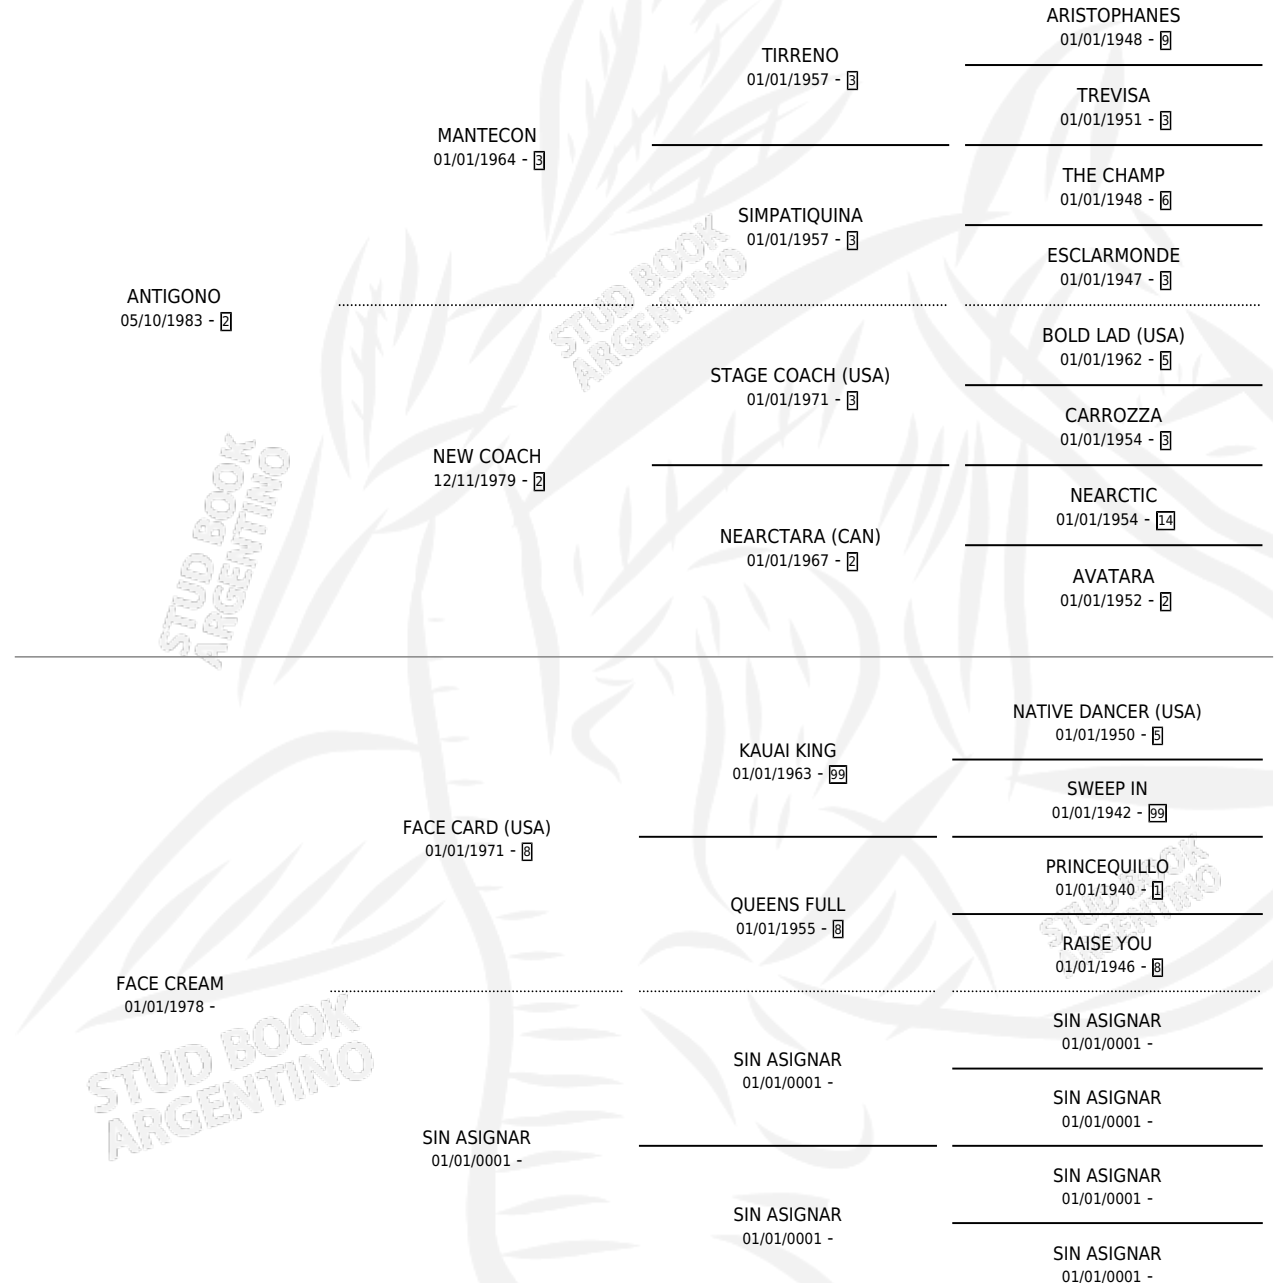 ARISTOPHANES
01/01/1948 - 9
TIRRENO
01/01/1957 - 3
TREVISA
01/01/1951 - 3
MANTECON
01/01/1964 - 3
THE CHAMP
01/01/1948 - 6
SIMPATIQUINA
01/01/1957 - 3
ESCLARMONDE
01/01/1947 - 3
ANTIGONO
05/10/1983 - 2
STUD BOOK
ARGENTINO
BOLD LAD (USA)
01/01/1962 - 5
STAGE COACH (USA)
01/01/1971 - 3
CARROZZA
01/01/1954 - 3
NEW COACH
12/11/1979 - 2
NEARCTIC
01/01/1954 - 14
NEARCTARA (CAN)
01/01/1967 - 2
AVATARA
01/01/1952 - 2
STUD BOOK
ARGENTINO
NATIVE DANCER (USA)
01/01/1950 - 5
KAUAI KING
01/01/1963 - 99
SWEEP IN
01/01/1942 - 99
FACE CARD (USA)
01/01/1971 - 8
PRINCEQUILLO
01/01/1940 - 1
QUEENS FULL
01/01/1955 - 8
STUD BOOK
ARGENTINO
RAISE YOU
01/01/1946 - 8
FACE CREAM
01/01/1978 -
STUD BOOK
ARGENTINO
SIN ASIGNAR
01/01/0001 -
SIN ASIGNAR
01/01/0001 -
SIN ASIGNAR
01/01/0001 -
SIN ASIGNAR
01/01/0001 -
SIN ASIGNAR
01/01/0001 -
SIN ASIGNAR
01/01/0001 -
SIN ASIGNAR
01/01/0001 -